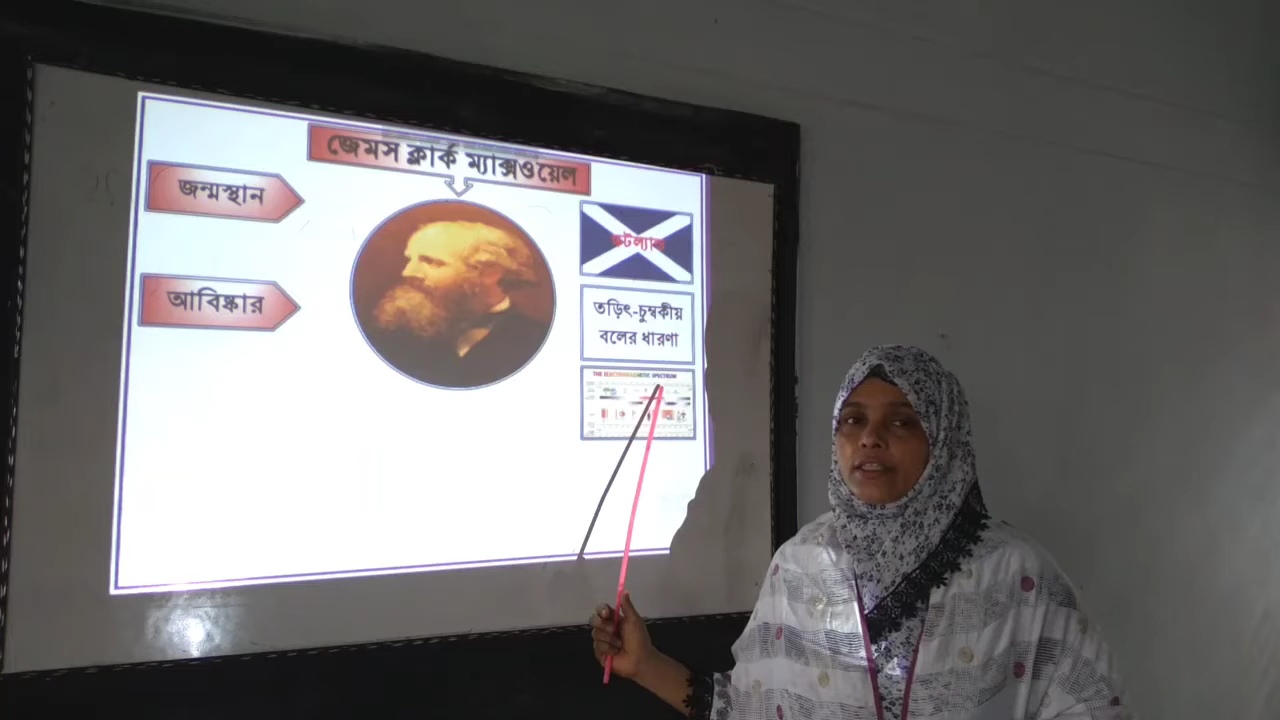 জেমস ক্লার্ক ম্যাক্সওয়েল
জন্মস্থান
স্কটল্যান্ড
আবিষ্কার
তড়িৎ-চুম্বকীয়
বলের ধারণা
THE ELECTROMAGNETIC SPECTRUM